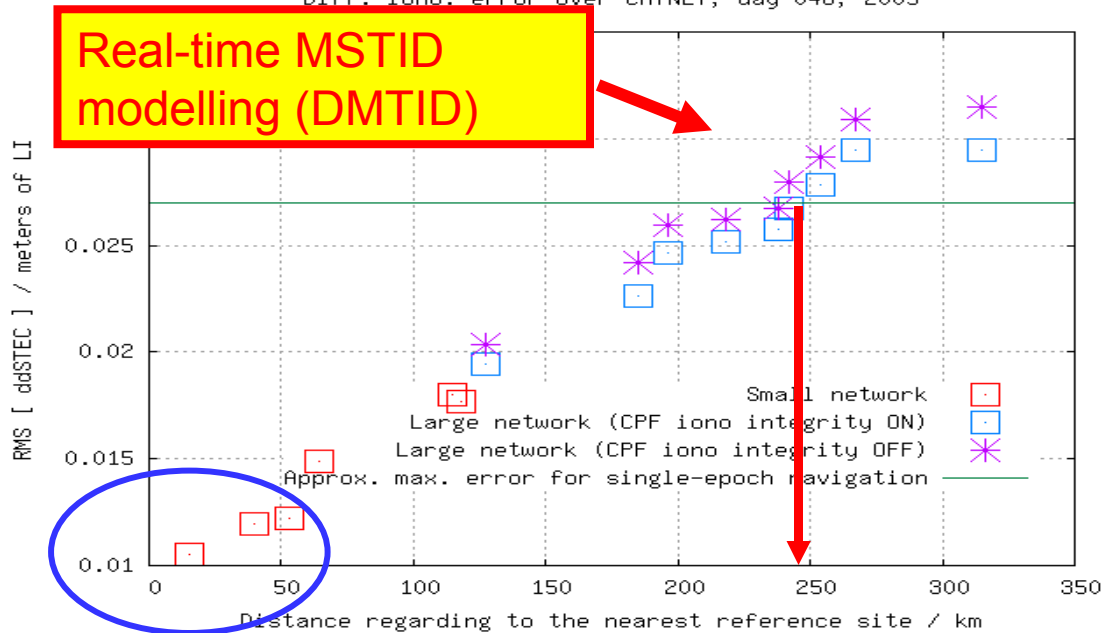 Real-time MSTID
modelling (DMTID)
RMS [ ddSTEC ] / meters of LI
0.025
0.02
0.015
0.01
Small network
Large network (CPF iono integrity ON)
Large network (CPF iono integrity OFF)
Approx. max. error for single-epoch navigation
0 50 100 150 200 250 300 350
Distance regarding to the nearest reference site / km